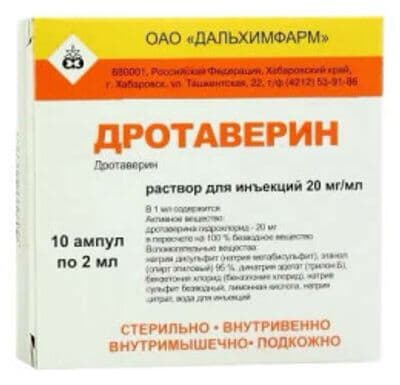 ОАО «ДАЛЬХИМФАРМ»
680001, Российская Федерация, Хабаровский край,
г. Хабаровск, ул. Ташкентская, 22, т/ф (4212) 53-91-86
ДРОТАВЕРИН
Дротаверин
раствор для инъекций 20 мг/мл
В 1 мл содержится
Активное вещество:
дротаверина гидрохлорид - 20 мг
в пересчете на 100 % безводное вещество
Вспомогательные вещества:
натрия дисульфит (натрия метабисульфит), этанол
(спирт этиловый) 95 %, динатрия эдетат (трилон Б),
бензетония хлорид (бензетоний хлорид), натрия
сульфит безводный, лимонная кислота, натрия
цитрат, вода для инъекций
10 ампул
по 2 мл
СТЕРИЛЬНО • ВНУТРИВЕННО
ВНУТРИМЫШЕЧНО • ПОДКОЖНО